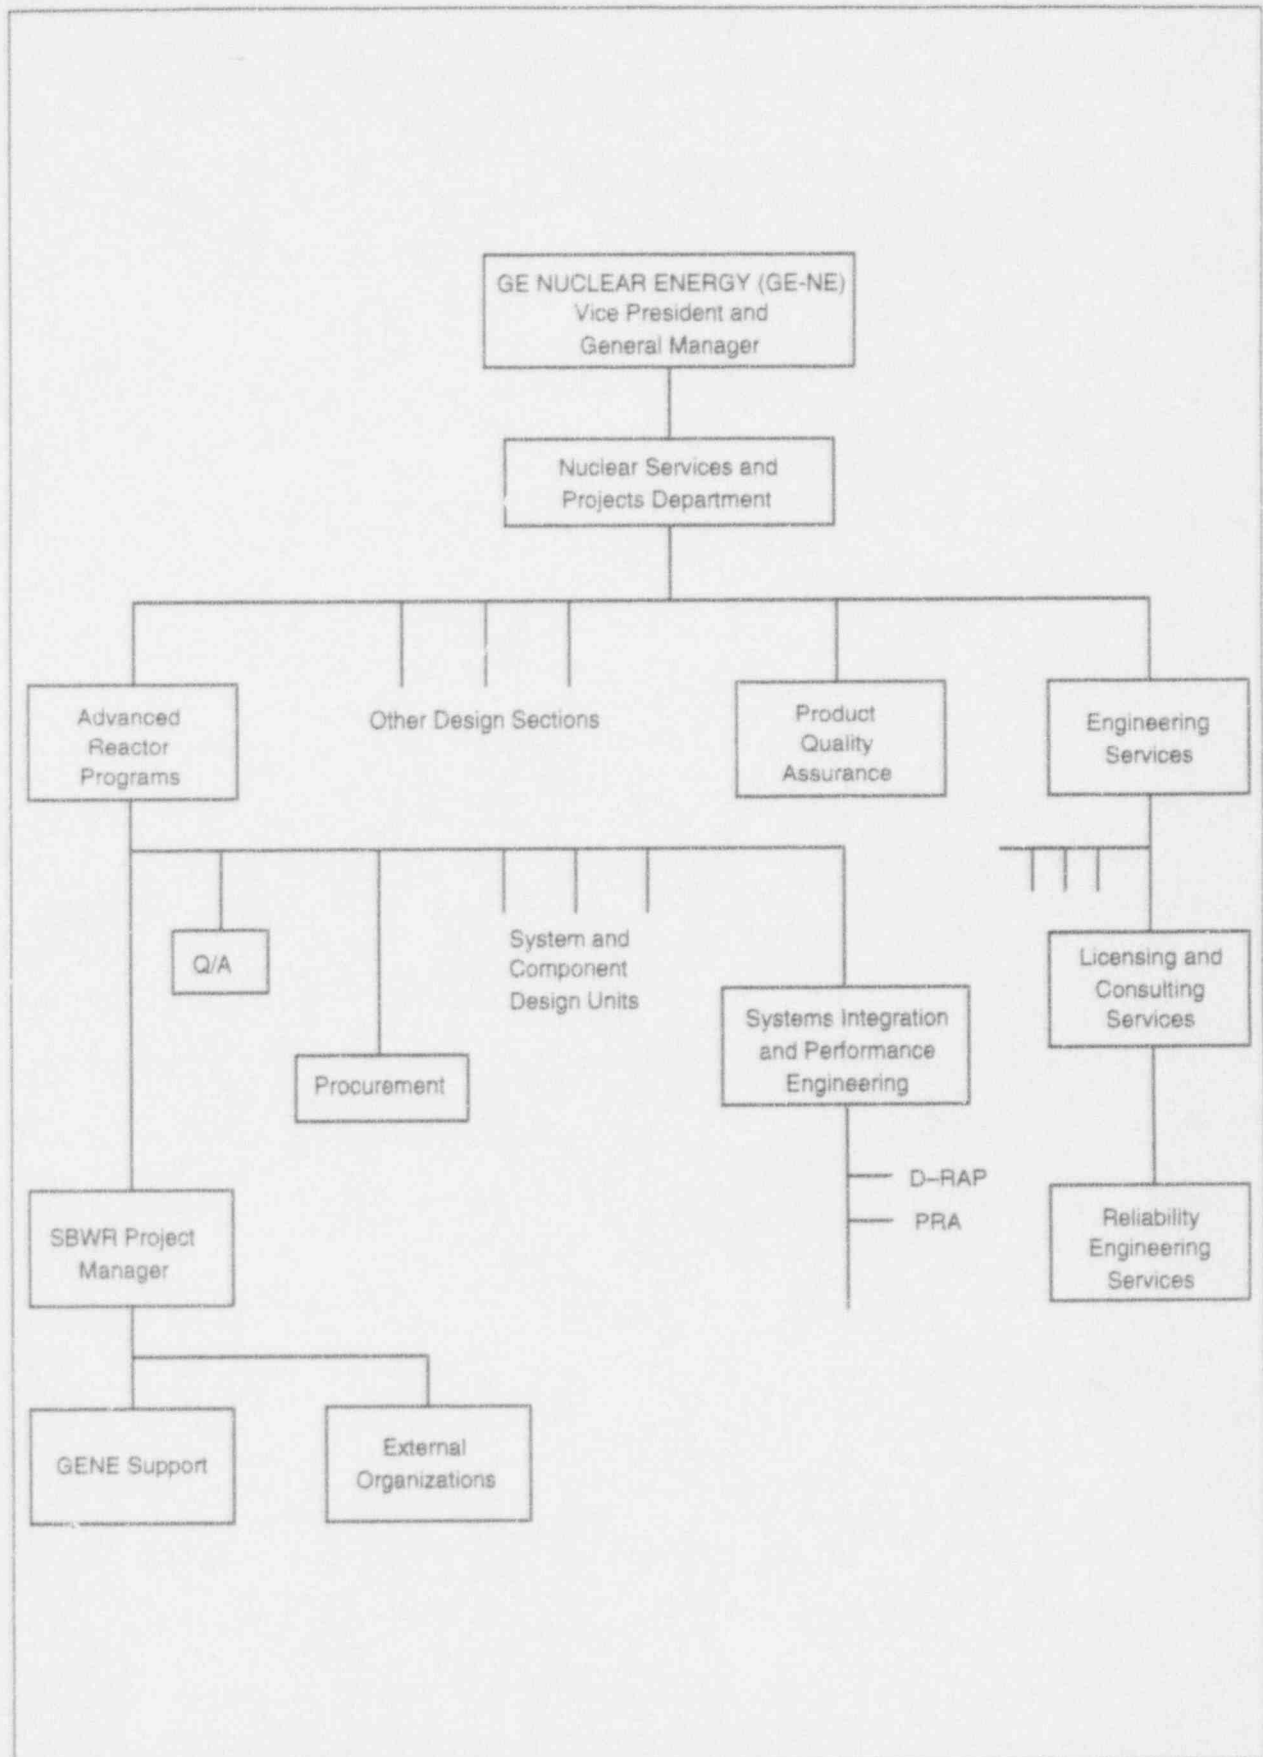 GE NUCLEAR ENERGY (GE-NE)
Vice President and
General Manager
Nuclear Services and
Projects Department
Advanced
Reactor
Programs
Other Design Sections
Product
Quality
Assurance
Engineering
Services
Q/A
Procurement
System and
Component
Design Units
Systems Integration
and Performance
Engineering
D–RAP
PRA
Licensing and
Consulting
Services
Reliability
Engineering
Services
SBWR Project
Manager
GENE Support
External
Organizations